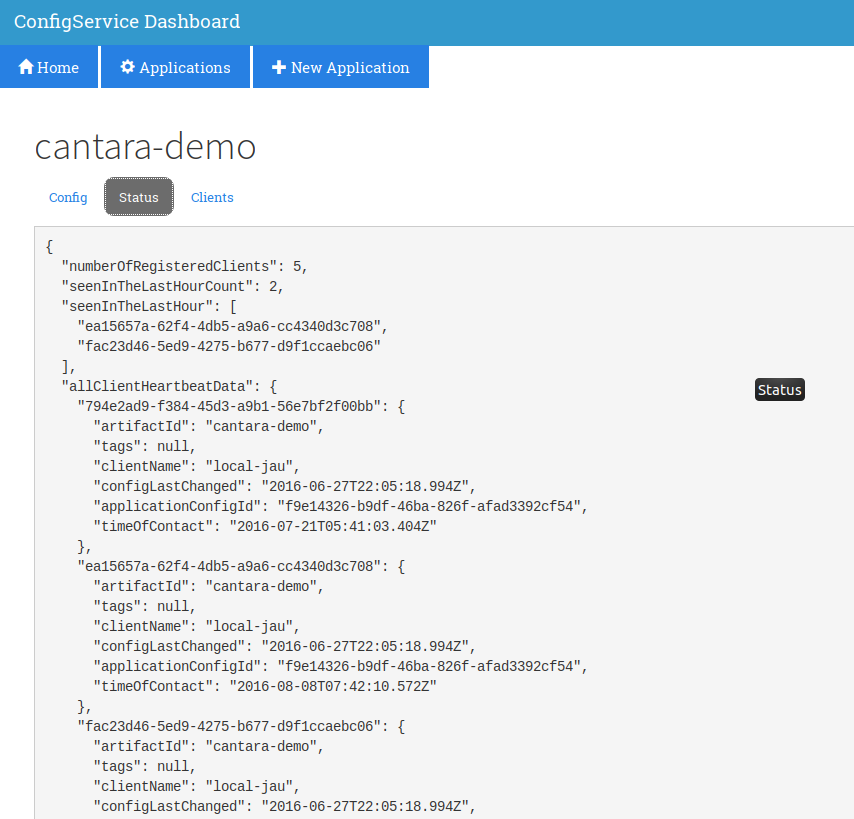 ConfigService Dashboard
Home Applications New Application
cantara-demo
Config Status Clients
{
"numberOfRegisteredClients": 5,
"seenInTheLastHourCount": 2,
"seenInTheLastHour": [
"ea15657a-62f4-4db5-a9a6-cc4340d3c708",
"fac23d46-5ed9-4275-b677-d9f1ccaebc06"
],
"allClientHeartbeatData": {
Status
"794e2ad9-f384-45d3-a9b1-56e7bf2f00bb": {
"artifactId": "cantara-demo",
"tags": null,
"clientName": "local-jau",
"configLastChanged": "2016-06-27T22:05:18.994Z",
"applicationConfigId": "f9e14326-b9df-46ba-826f-afad3392cf54",
"timeOfContact": "2016-07-21T05:41:03.404Z"
},
"ea15657a-62f4-4db5-a9a6-cc4340d3c708": {
"artifactId": "cantara-demo",
"tags": null,
"clientName": "local-jau",
"configLastChanged": "2016-06-27T22:05:18.994Z",
"applicationConfigId": "f9e14326-b9df-46ba-826f-afad3392cf54",
"timeOfContact": "2016-08-08T07:42:10.572Z"
},
"fac23d46-5ed9-4275-b677-d9f1ccaebc06": {
"artifactId": "cantara-demo",
"tags": null,
"clientName": "local-jau",
"configLastChanged": "2016-06-27T22:05:18.994Z",